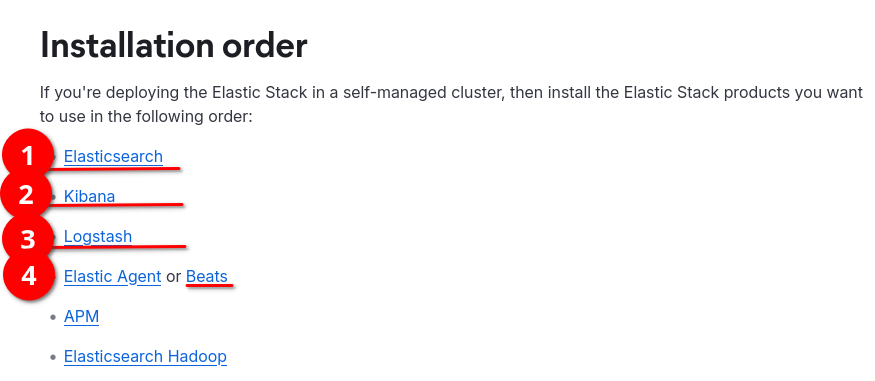 Installation order
If you're deploying the Elastic Stack in a self-managed cluster, then install the Elastic Stack products you want
to use in the following order:
1 Elasticsearch
2 Kibana
3 Logstash
4 Elastic Agent or Beats
• APM
• Elasticsearch Hadoop